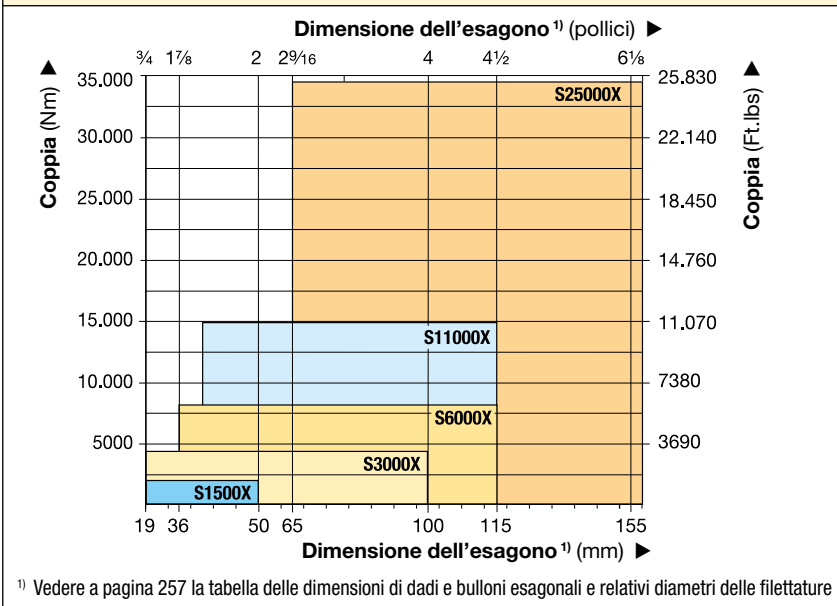 Dimensione dell'esagono 1) (pollici) ►
¾ 1⅞ 2 2⁹⁄₁₆ 4 4½ 6⅛
Coppia (Nm) ►
35.000
30.000
25.000
20.000
15.000
10.000
5000
S25000X
S11000X
S6000X
S3000X
S1500X
25.830
22.140
18.450
14.760
11.070
7380
3690
Coppia (Ft.lbs) ►
19 36 50 65 100 115 155
Dimensione dell'esagono 1) (mm) ►
1) Vedere a pagina 257 la tabella delle dimensioni di dadi e bulloni esagonali e relativi diametri delle filettature